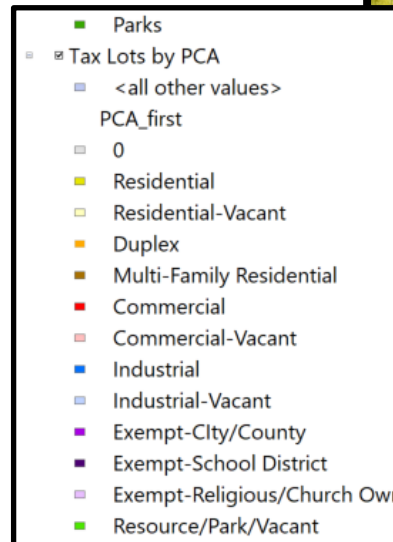 Parks
Tax Lots by PCA
<all other values>
PCA_first
0
Residential
Residential-Vacant
Duplex
Multi-Family Residential
Commercial
Commercial-Vacant
Industrial
Industrial-Vacant
Exempt-CIty/County
Exempt-School District
Exempt-Religious/Church Own
Resource/Park/Vacant